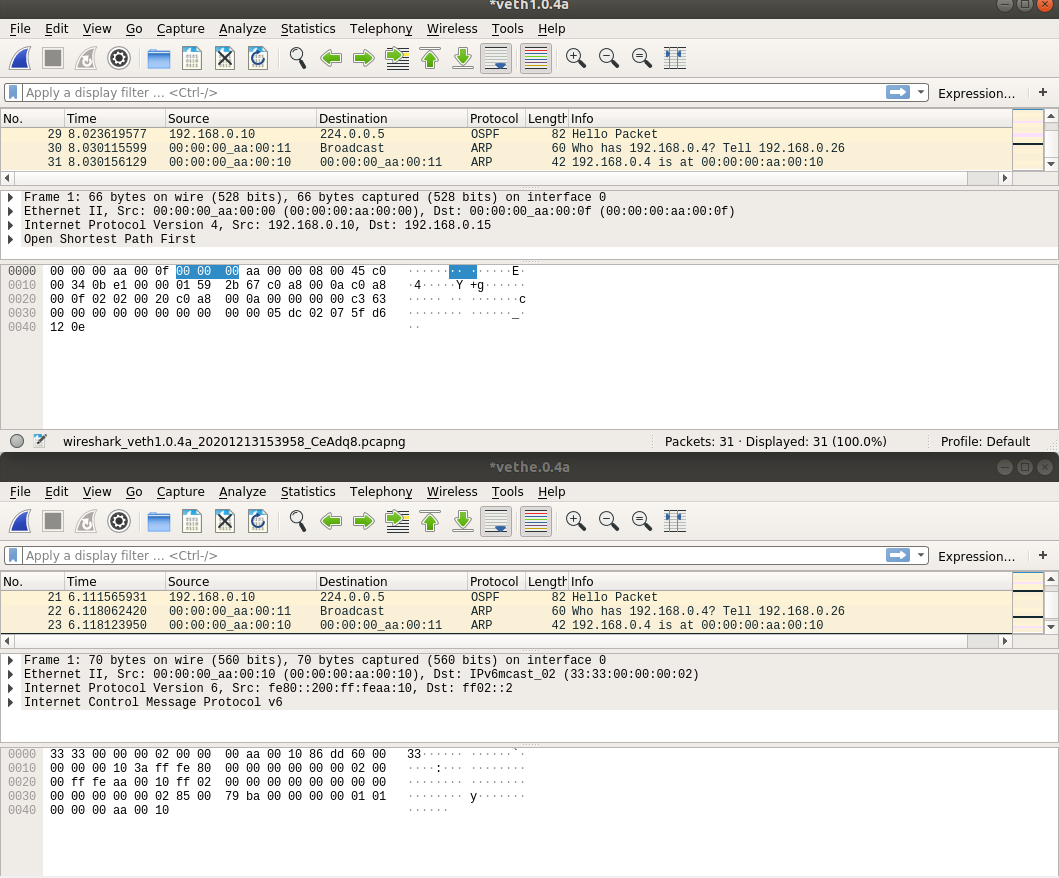 *veth1.0.4a
File Edit View Go Capture Analyze Statistics Telephony Wireless Tools Help
Apply a display filter ... <Ctrl-/> Expression... +
No. Time Source Destination Protocol Length Info
29 8.023619577 192.168.0.10 224.0.0.5 OSPF 82 Hello Packet
30 8.030115599 00:00:00_aa:00:11 Broadcast ARP 60 Who has 192.168.0.4? Tell 192.168.0.26
31 8.030156129 00:00:00_aa:00:10 00:00:00_aa:00:11 ARP 42 192.168.0.4 is at 00:00:00:aa:00:10
Frame 1: 66 bytes on wire (528 bits), 66 bytes captured (528 bits) on interface 0
Ethernet II, Src: 00:00:00_aa:00:00 (00:00:00:aa:00:00), Dst: 00:00:00_aa:00:0f (00:00:00:aa:00:0f)
Internet Protocol Version 4, Src: 192.168.0.10, Dst: 192.168.0.15
Open Shortest Path First
0000 00 00 00 aa 00 0f 00 00 00 aa 00 00 08 00 45 c0 ·············· E·
0010 00 34 0b e1 00 00 01 59 2b 67 c0 a8 00 0a c0 a8 ·4·····Y +g······
0020 00 0f 02 02 00 20 c0 a8 00 0a 00 00 00 00 c3 63 ····· ·· ·······c
0030 00 00 00 00 00 00 00 00 00 00 05 dc 02 07 5f d6 ········ ······_·
0040 12 0e ··
wireshark_veth1.0.4a_20201213153958_CeAdq8.pcapng Packets: 31 · Displayed: 31 (100.0%) Profile: Default
*vethe.0.4a
File Edit View Go Capture Analyze Statistics Telephony Wireless Tools Help
Apply a display filter ... <Ctrl-/> Expression... +
No. Time Source Destination Protocol Length Info
21 6.111565931 192.168.0.10 224.0.0.5 OSPF 82 Hello Packet
22 6.118062420 00:00:00_aa:00:11 Broadcast ARP 60 Who has 192.168.0.4? Tell 192.168.0.26
23 6.118123950 00:00:00_aa:00:10 00:00:00_aa:00:11 ARP 42 192.168.0.4 is at 00:00:00:aa:00:10
Frame 1: 70 bytes on wire (560 bits), 70 bytes captured (560 bits) on interface 0
Ethernet II, Src: 00:00:00_aa:00:10 (00:00:00:aa:00:10), Dst: IPv6mcast_02 (33:33:00:00:00:02)
Internet Protocol Version 6, Src: fe80::200:ff:feaa:10, Dst: ff02::2
Internet Control Message Protocol v6
0000 33 33 00 00 00 02 00 00 00 aa 00 10 86 dd 60 00 33······ ······`·
0010 00 00 00 10 3a ff fe 80 00 00 00 00 00 00 02 00 ····:··· ········
0020 00 ff fe aa 00 10 ff 02 00 00 00 00 00 00 00 00 ········ ········
0030 00 00 00 00 00 02 85 00 79 ba 00 00 00 00 01 01 ········ y·······
0040 00 00 00 aa 00 10 ······